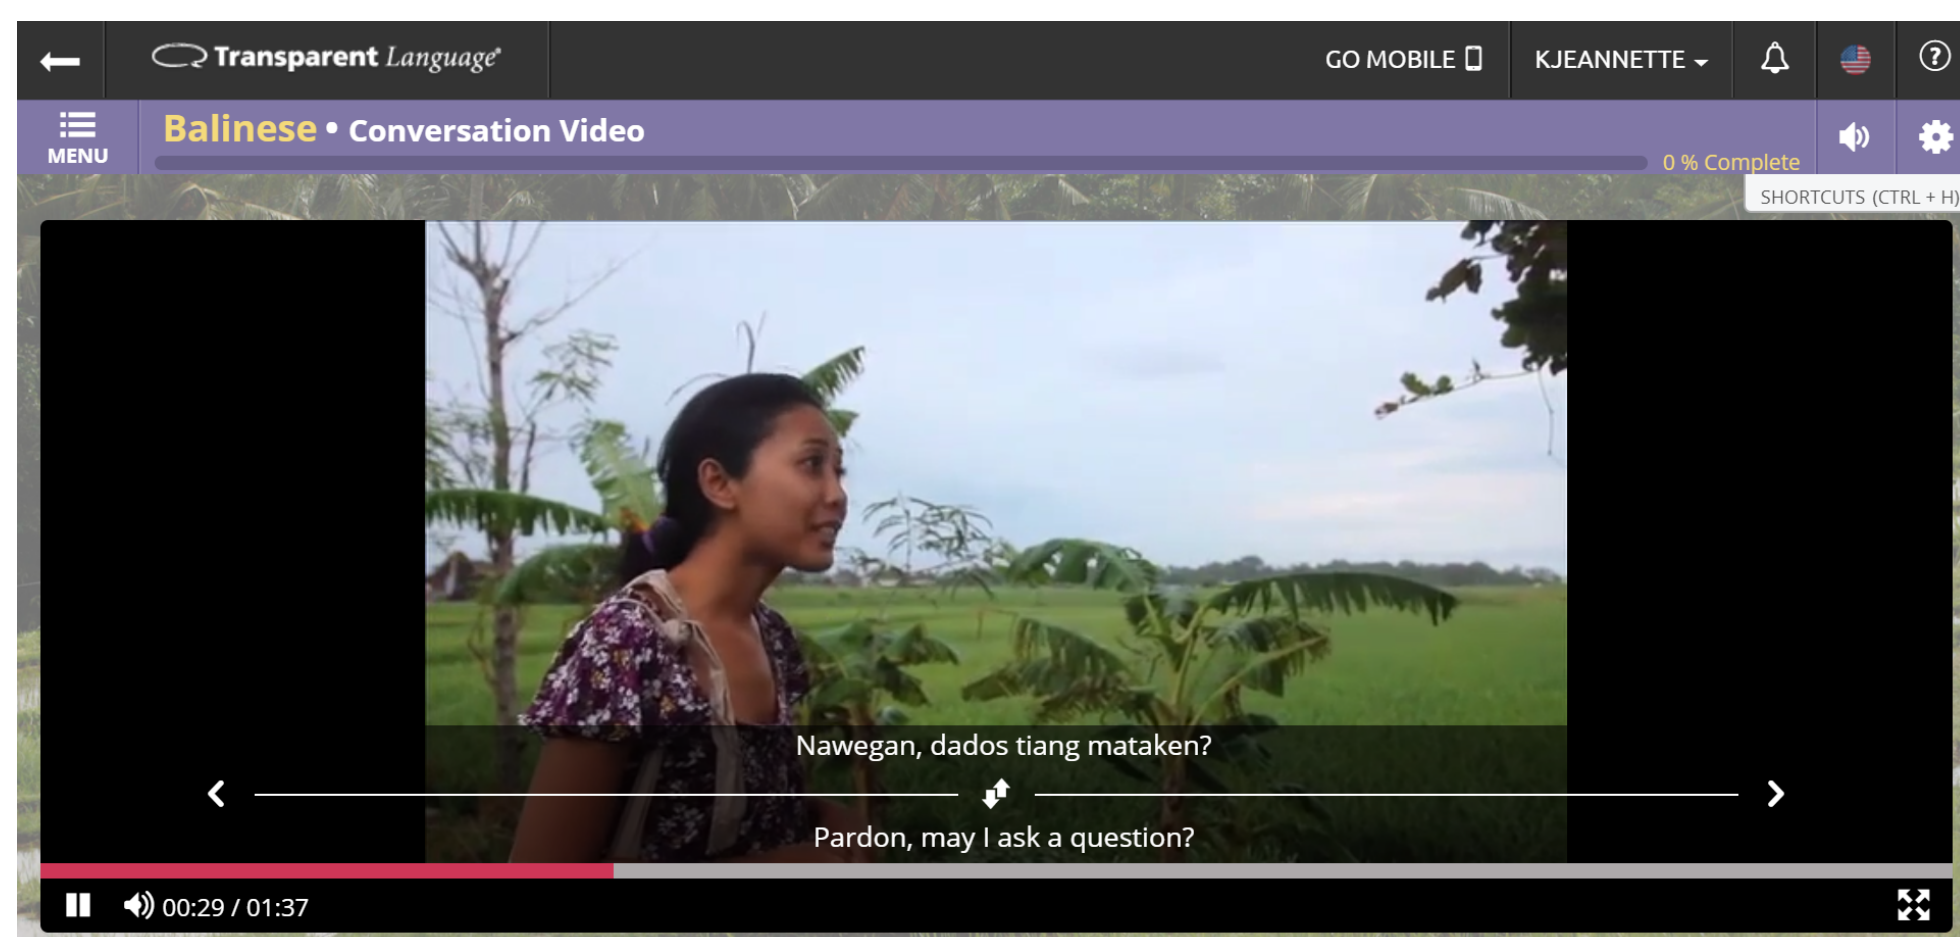 Transparent Language®
GO MOBILE
KJEANNETTE
?
MENU
Balinese • Conversation Video
0 % Complete
SHORTCUTS (CTRL + H)
Nawegan, dados tiang mataken?
Pardon, may I ask a question?
00:29 / 01:37